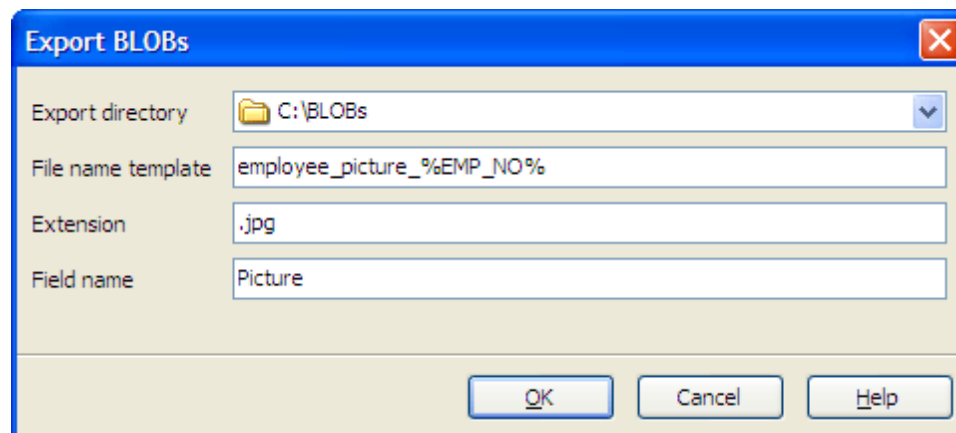 Export BLOBs
Export directory C:\BLOBs
File name template employee_picture_%EMP_NO%
Extension .jpg
Field name Picture
OK Cancel Help